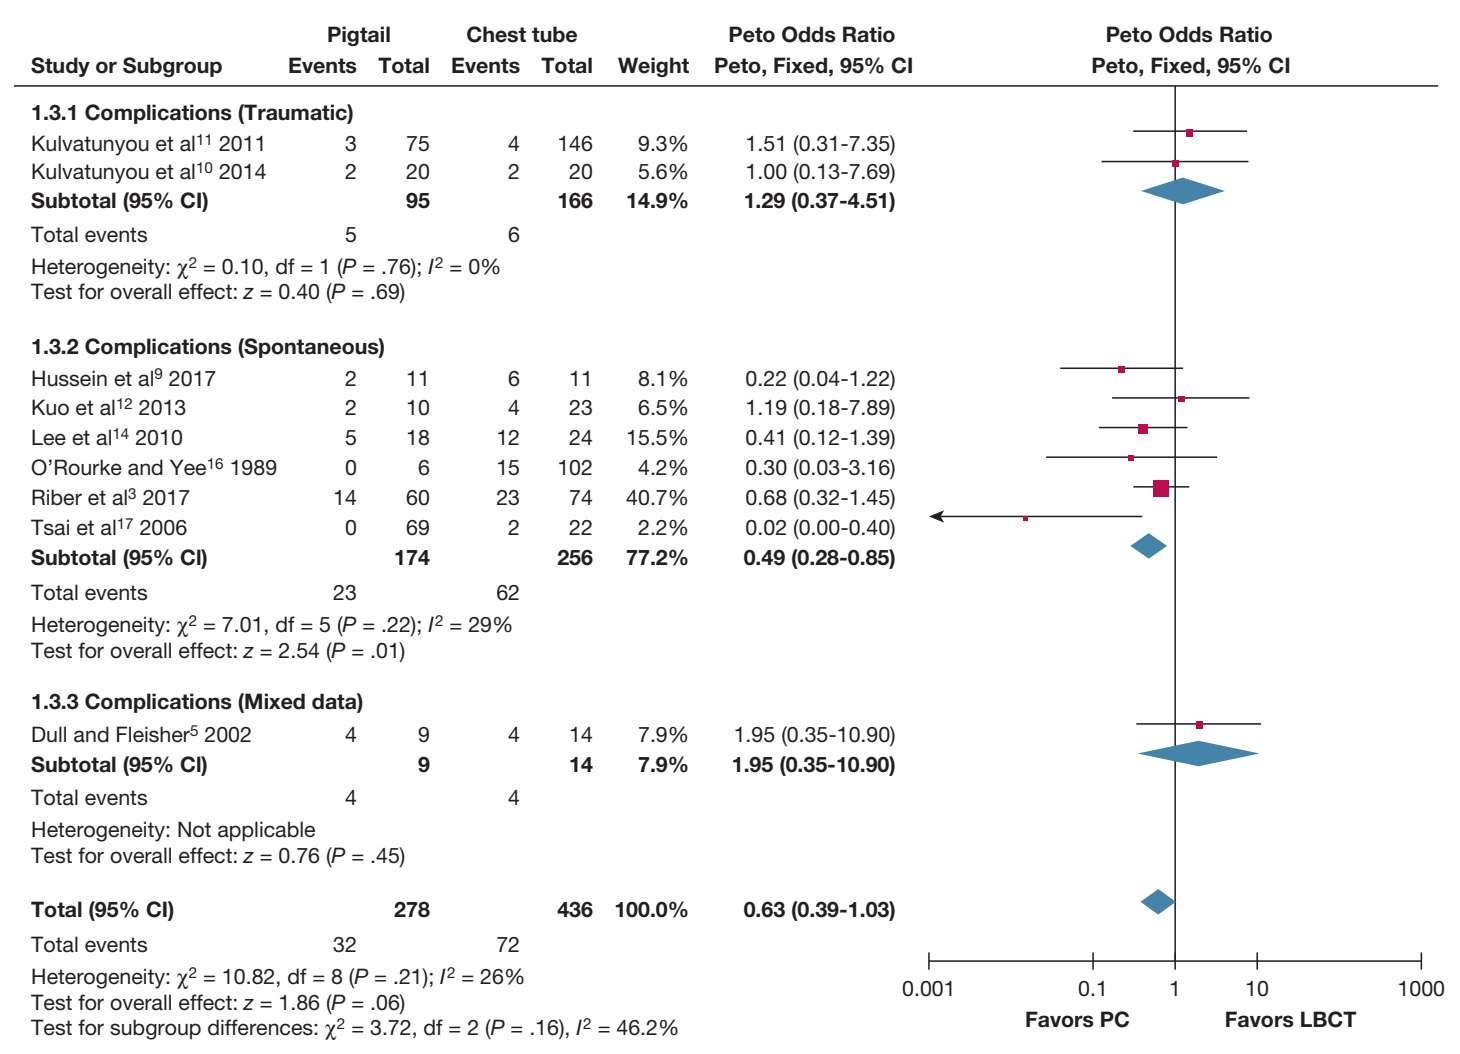 Pigtail Chest tube Peto Odds Ratio Peto Odds Ratio
Study or Subgroup Events Total Events Total Weight Peto, Fixed, 95% CI Peto, Fixed, 95% CI
1.3.1 Complications (Traumatic)
Kulvatunyou et al11 2011 3 75 4 146 9.3% 1.51 (0.31-7.35)
Kulvatunyou et al10 2014 2 20 2 20 5.6% 1.00 (0.13-7.69)
Subtotal (95% CI) 95 166 14.9% 1.29 (0.37-4.51)
Total events 5 6
Heterogeneity: χ2 = 0.10, df = 1 (P = .76); I2 = 0%
Test for overall effect: z = 0.40 (P = .69)
1.3.2 Complications (Spontaneous)
Hussein et al9 2017 2 11 6 11 8.1% 0.22 (0.04-1.22)
Kuo et al12 2013 2 10 4 23 6.5% 1.19 (0.18-7.89)
Lee et al14 2010 5 18 12 24 15.5% 0.41 (0.12-1.39)
O’Rourke and Yee16 1989 0 6 15 102 4.2% 0.30 (0.03-3.16)
Riber et al3 2017 14 60 23 74 40.7% 0.68 (0.32-1.45)
Tsai et al17 2006 0 69 2 22 2.2% 0.02 (0.00-0.40)
Subtotal (95% CI) 174 256 77.2% 0.49 (0.28-0.85)
Total events 23 62
Heterogeneity: χ2 = 7.01, df = 5 (P = .22); I2 = 29%
Test for overall effect: z = 2.54 (P = .01)
1.3.3 Complications (Mixed data)
Dull and Fleisher5 2002 4 9 4 14 7.9% 1.95 (0.35-10.90)
Subtotal (95% CI) 9 14 7.9% 1.95 (0.35-10.90)
Total events 4 4
Heterogeneity: Not applicable
Test for overall effect: z = 0.76 (P = .45)
Total (95% CI) 278 436 100.0% 0.63 (0.39-1.03)
Total events 32 72
Heterogeneity: χ2 = 10.82, df = 8 (P = .21); I2 = 26%
Test for overall effect: z = 1.86 (P = .06)
Test for subgroup differences: χ2 = 3.72, df = 2 (P = .16), I2 = 46.2%
0.001 0.1 1 10 1000
Favors PC Favors LBCT